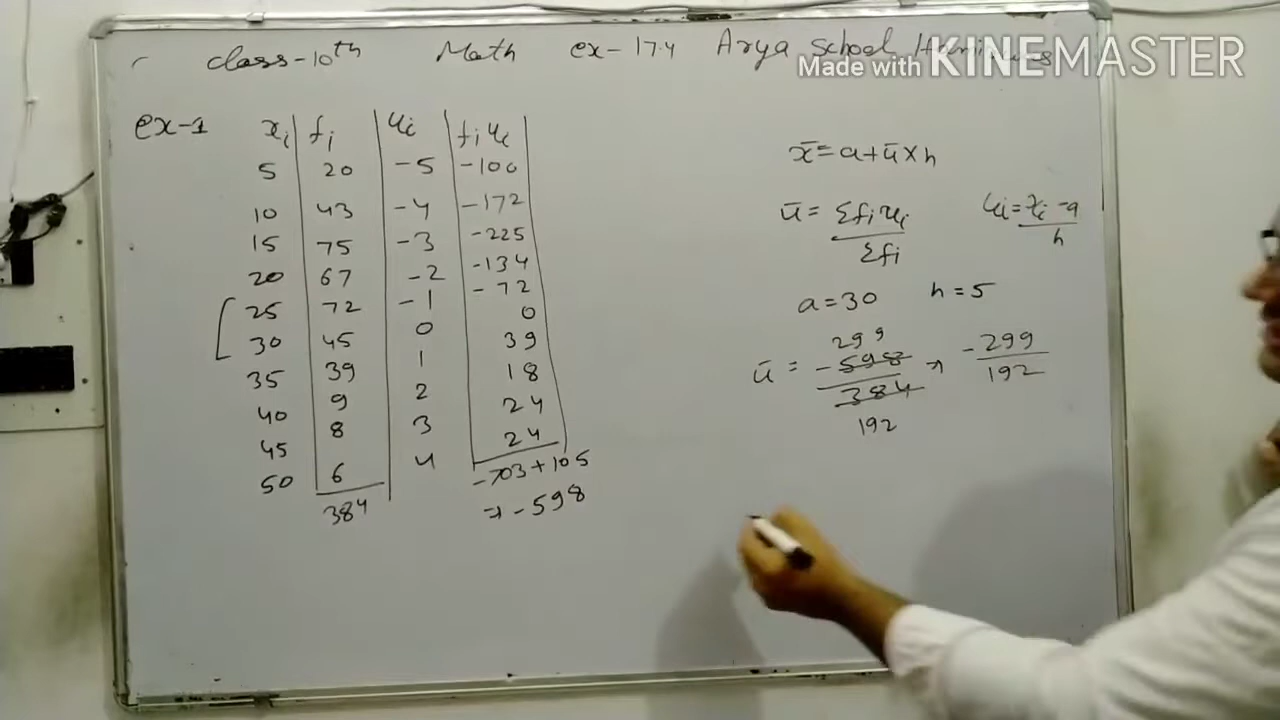 class-10th Math ex-17.4 Arya School
Made with KINEMASTER
ex-1 xi fi ui fiui
5 20 -5 -100
10 43 -4 -172
15 75 -3 -225
20 67 -2 -134
25 72 -1 -72
30 45 0 0
35 39 1 39
40 9 2 18
45 8 3 24
50 6 4 24
384 -703+105
⇒ -598
x̄ = a + ū × h
ū = Σfiui / Σfi
ui = xi - a / h
a = 30 h = 5
299
ū = -598 / 384 ⇒ -299 / 192
192